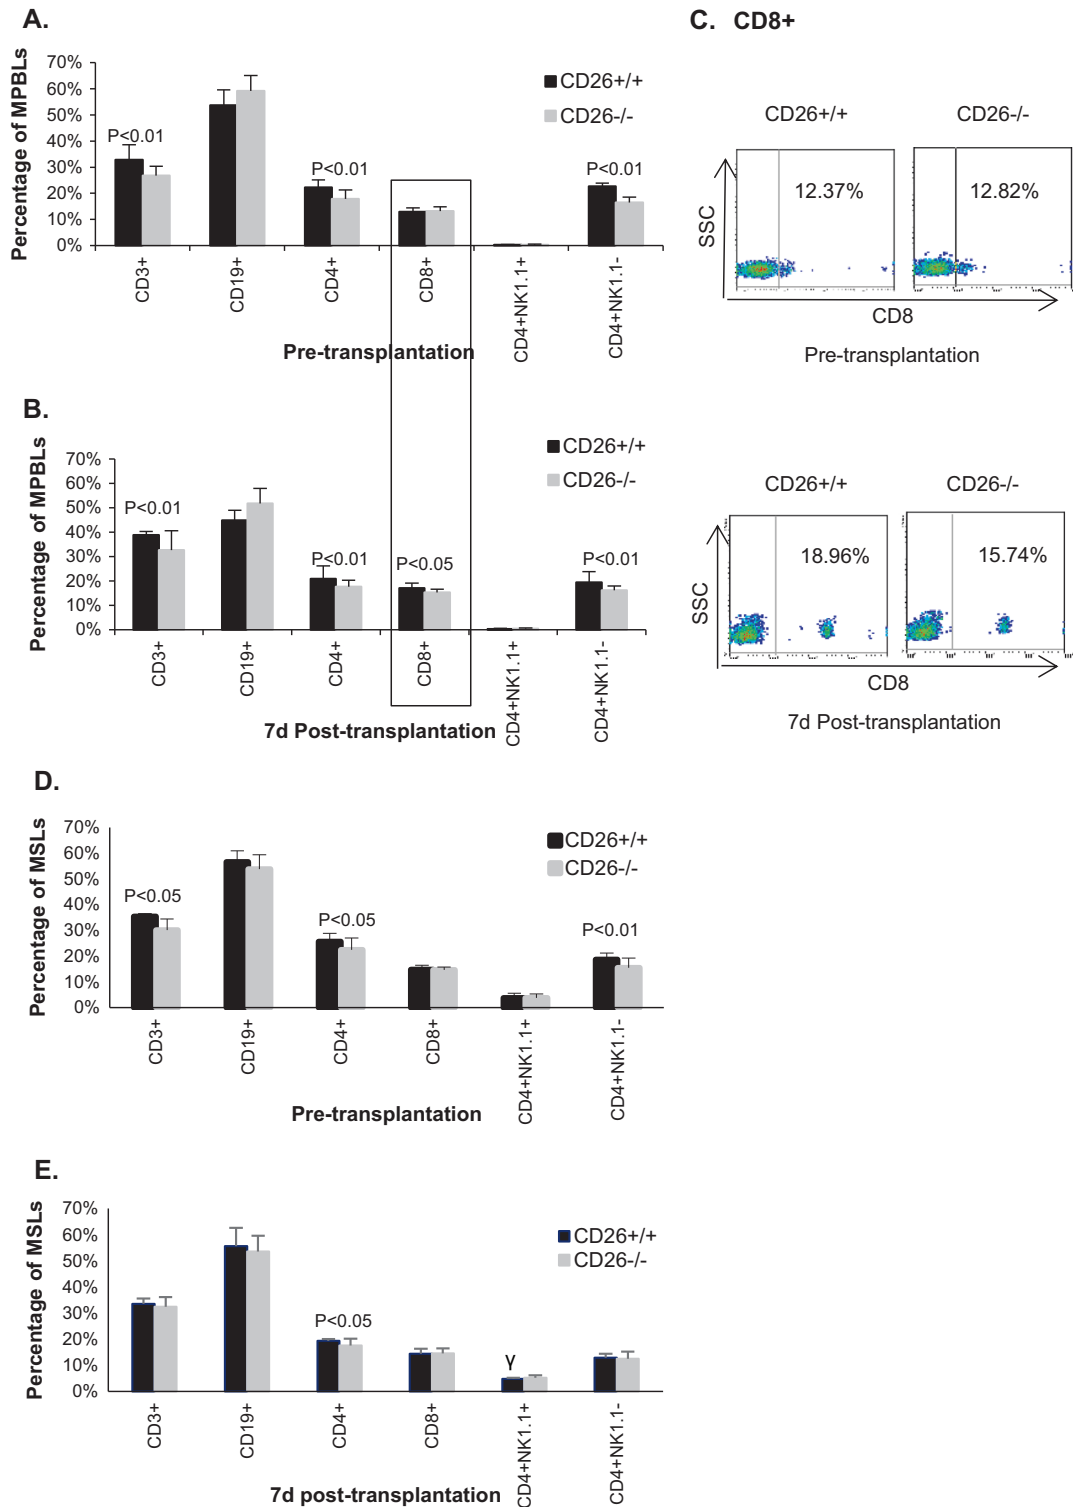 A.
Percentage of MPBLs
70%
60%
50%
40%
30%
20%
10%
0%
P<0.01
P<0.01
P<0.01
CD26+/+
CD26-/-
CD3+
CD19+
CD4+
CD8+
CD4+NK1.1+
CD4+NK1.1-
Pre-transplantation
C. CD8+
CD26+/+
CD26-/-
12.37%
12.82%
SSC
CD8
Pre-transplantation
B.
Percentage of MPBLs
70%
60%
50%
40%
30%
20%
10%
0%
P<0.01
P<0.01
P<0.05
P<0.01
CD26+/+
CD26-/-
CD3+
CD19+
CD4+
CD8+
CD4+NK1.1+
CD4+NK1.1-
7d Post-transplantation
CD26+/+
CD26-/-
18.96%
15.74%
SSC
CD8
7d Post-transplantation
D.
Percentage of MSLs
70%
60%
50%
40%
30%
20%
10%
0%
P<0.05
P<0.05
P<0.01
CD26+/+
CD26-/-
CD3+
CD19+
CD4+
CD8+
CD4+NK1.1+
CD4+NK1.1-
Pre-transplantation
E.
Percentage of MSLs
70%
60%
50%
40%
30%
20%
10%
0%
P<0.05
γ
CD26+/+
CD26-/-
CD3+
CD19+
CD4+
CD8+
CD4+NK1.1+
CD4+NK1.1-
7d post-transplantation